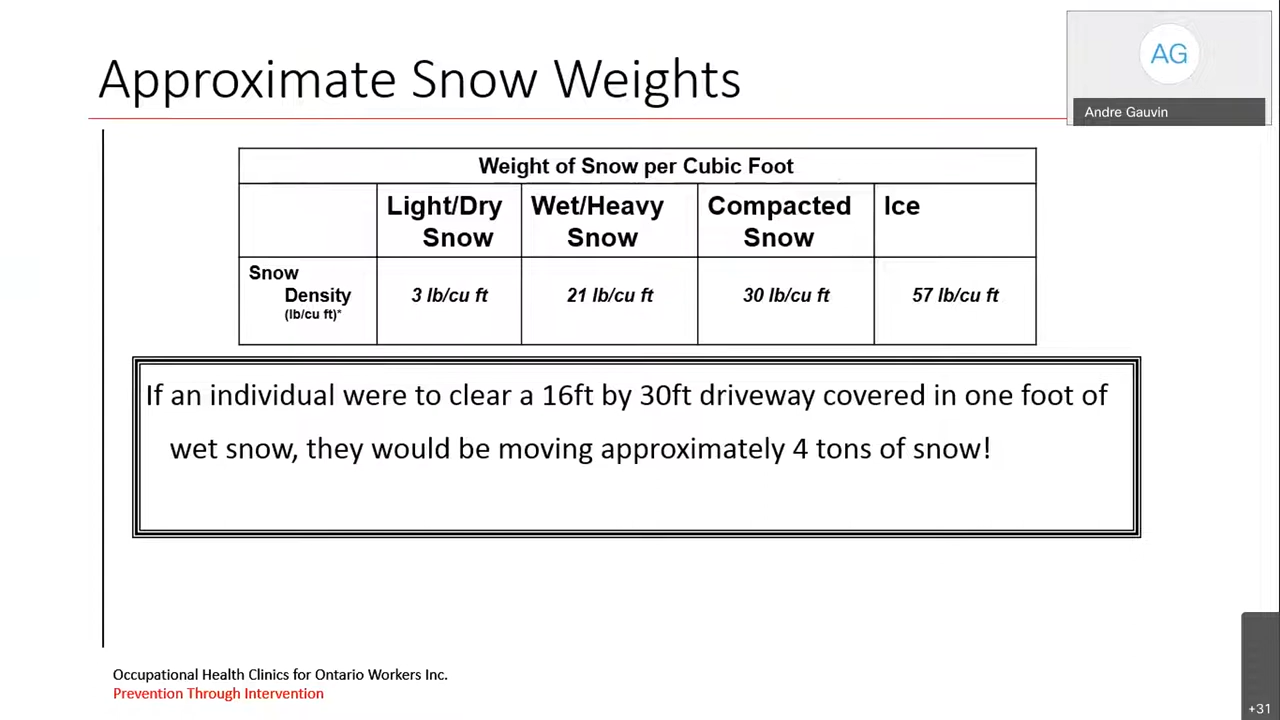 Approximate Snow Weights
AG
Andre Gauvin
Weight of Snow per Cubic Foot
Light/Dry Snow
Wet/Heavy Snow
Compacted Snow
Ice
Snow Density (lb/cu ft)*
3 lb/cu ft
21 lb/cu ft
30 lb/cu ft
57 lb/cu ft
If an individual were to clear a 16ft by 30ft driveway covered in one foot of
wet snow, they would be moving approximately 4 tons of snow!
Occupational Health Clinics for Ontario Workers Inc.
Prevention Through Intervention
+31